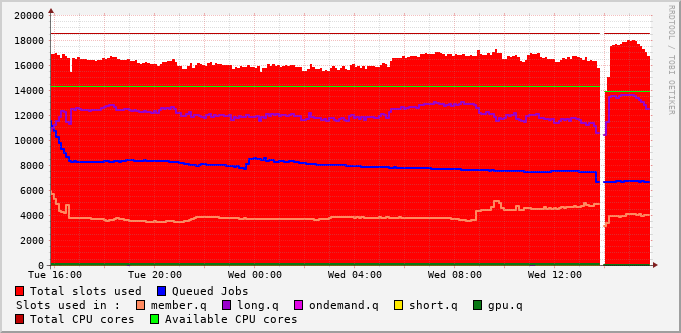 20000
18000
16000
14000
12000
10000
8000
6000
4000
2000
0
Tue 16:00 Tue 20:00 Wed 00:00 Wed 04:00 Wed 08:00 Wed 12:00
Total slots used Queued Jobs
Slots used in : member.q long.q ondemand.q short.q gpu.q
Total CPU cores Available CPU cores
RRDTOOL / TOBI OETIKER